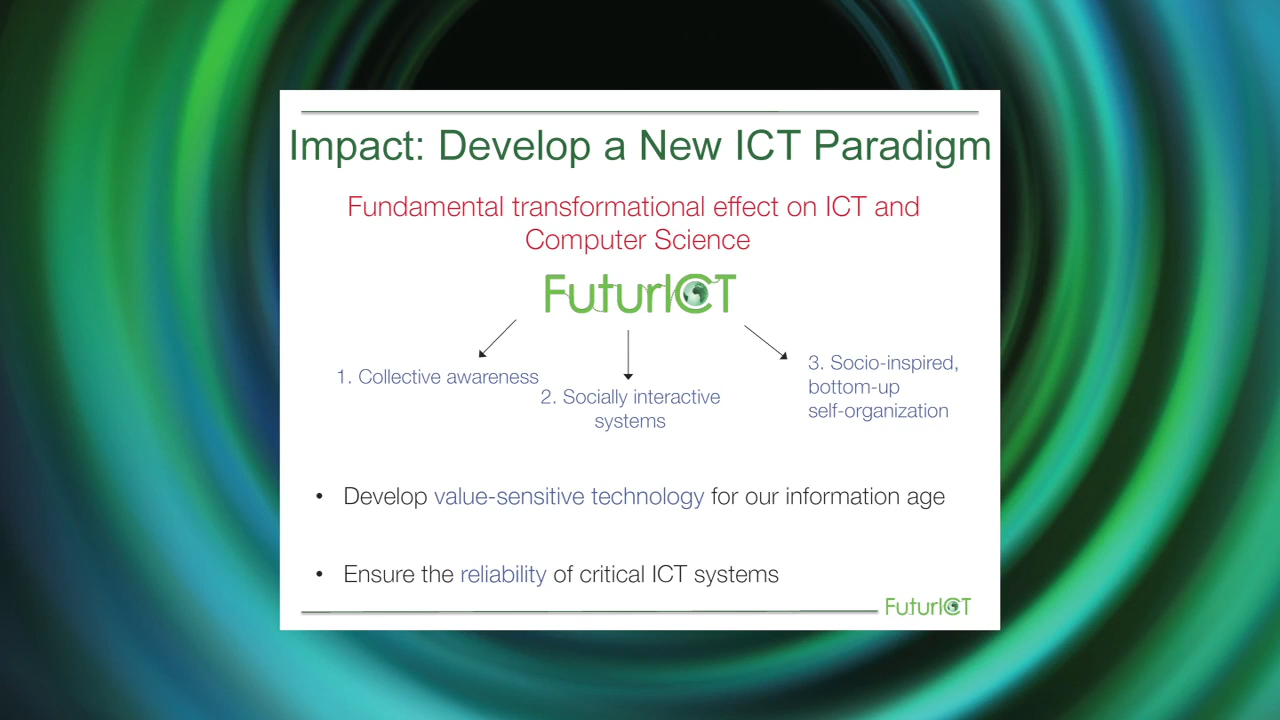 Impact: Develop a New ICT Paradigm
Fundamental transformational effect on ICT and
Computer Science
FuturICT
1. Collective awareness
2. Socially interactive
systems
3. Socio-inspired,
bottom-up
self-organization
• Develop value-sensitive technology for our information age
• Ensure the reliability of critical ICT systems
FuturICT